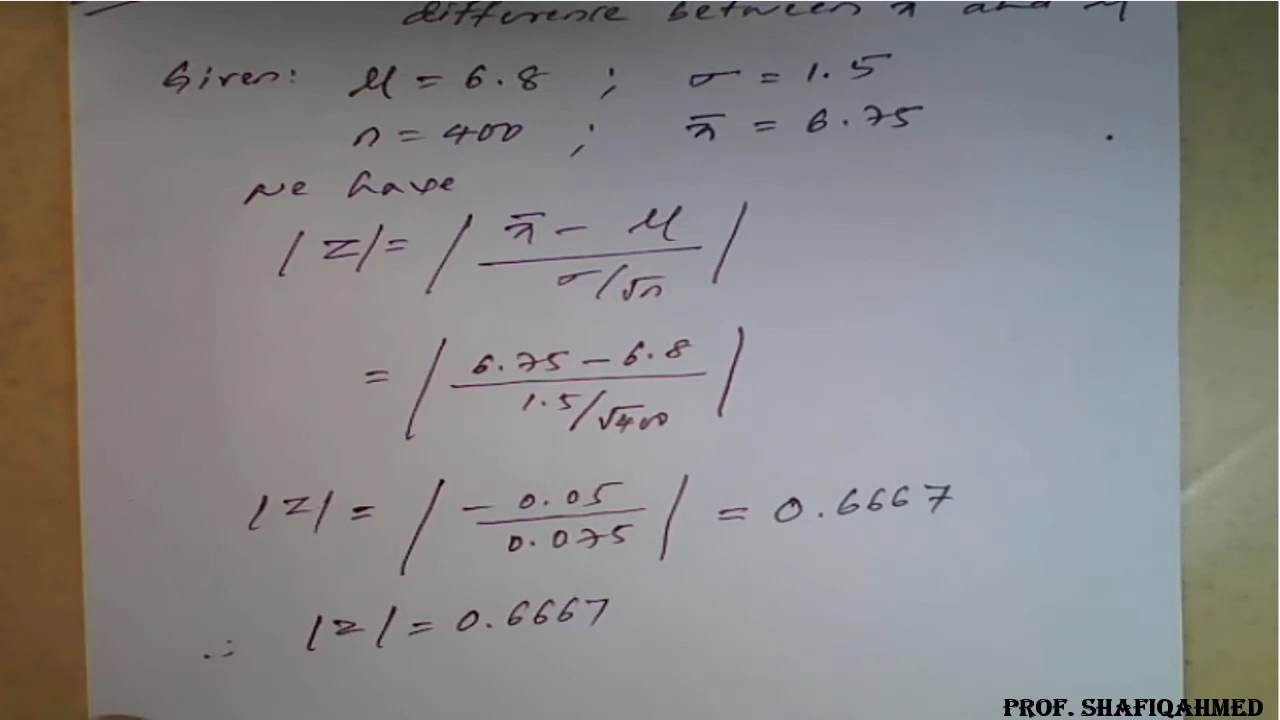 difference between x̄ and μ
Given: μ = 6.8 ; σ = 1.5
n = 400 ; x̄ = 6.75
We have
|Z| = | x̄ - μ / σ/√n |
= | 6.75 - 6.8 / 1.5/√400 |
|Z| = | - 0.05 / 0.075 | = 0.6667
∴ |Z| = 0.6667
PROF. SHAFIQAHMED